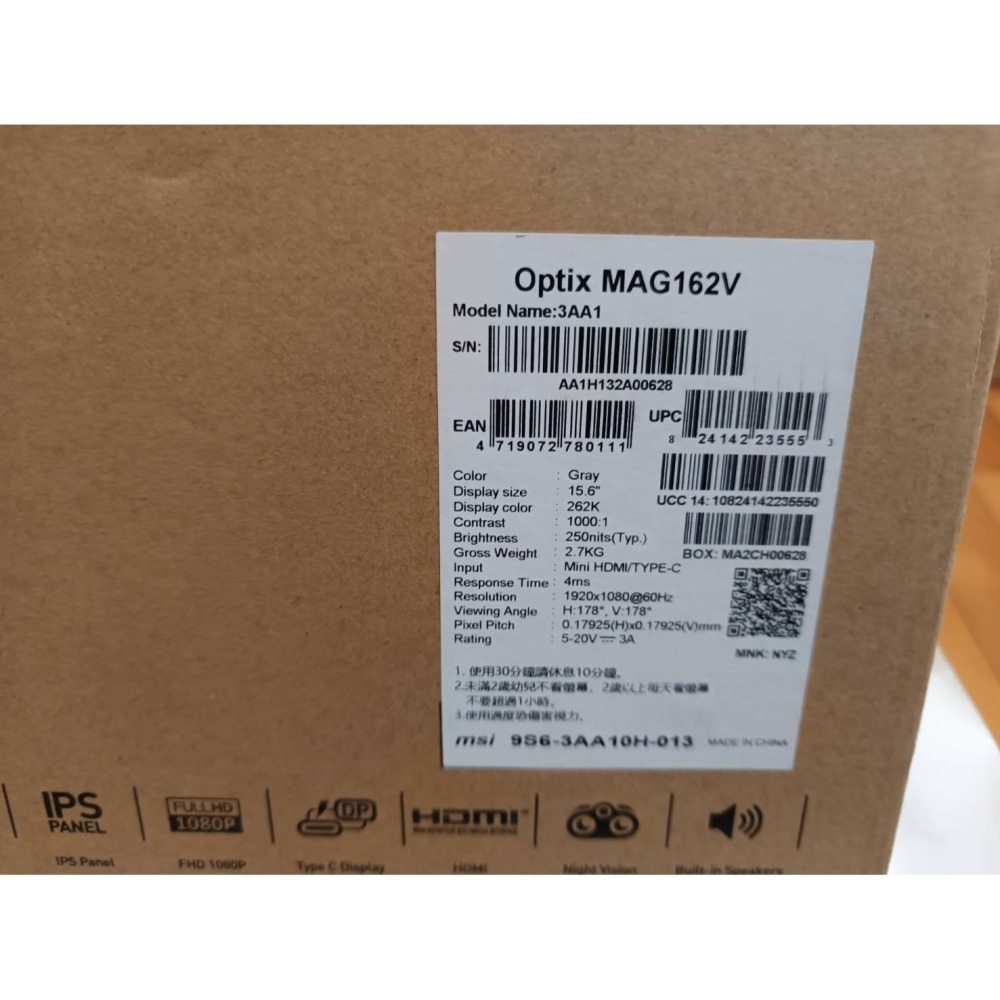 Optix MAG162V
Model Name:3AA1
S/N:
AA1H132A00628
EAN
4 719072 780111
UPC
8 24142 23555 3
UCC 14: 10824142235550
BOX: MA2CH00628
MNK: NYZ
Color : Gray
Display size : 15.6"
Display color : 262K
Contrast : 1000:1
Brightness : 250nits(Typ.)
Gross Weight : 2.7KG
Input : Mini HDMI/TYPE-C
Response Time : 4ms
Resolution : 1920x1080@60Hz
Viewing Angle : H:178°, V:178°
Pixel Pitch : 0.17925(H)x0.17925(V)mm
Rating : 5-20V⎓3A
1. 使用30分鐘請休息10分鐘。
2.未滿2歲幼兒不看螢幕，2歲以上每天看螢幕
不要超過1小時。
3.使用過度恐傷害視力。
msi 9S6-3AA10H-013 MADE IN CHINA
IPS
PANEL
IPS Panel
FULL HD
1080P
FHD 1080P
DP
Type C Display
HDMI
HDMI
Night Vision
Built-in Speakers